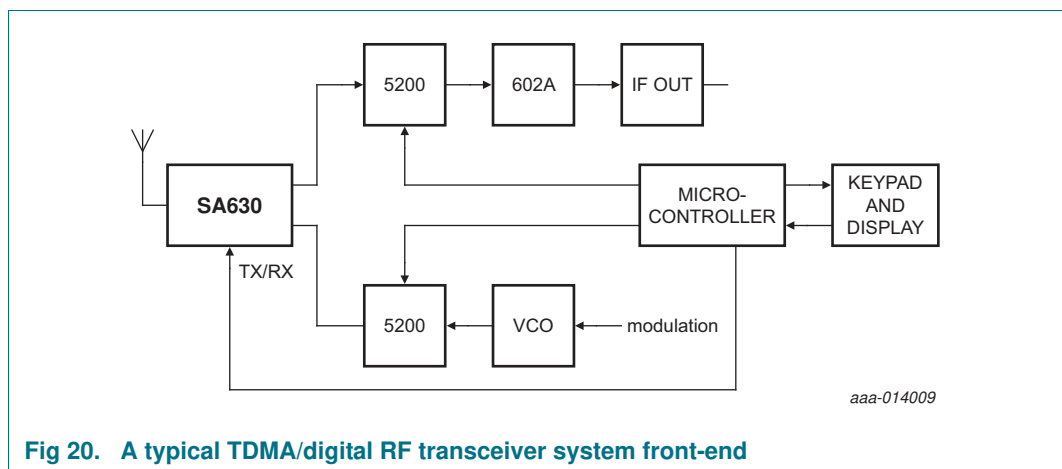 5200
602A
IF OUT
SA630
MICRO-
CONTROLLER
KEYPAD
AND
DISPLAY
TX/RX
5200
VCO
modulation
aaa-014009
Fig 20. A typical TDMA/digital RF transceiver system front-end